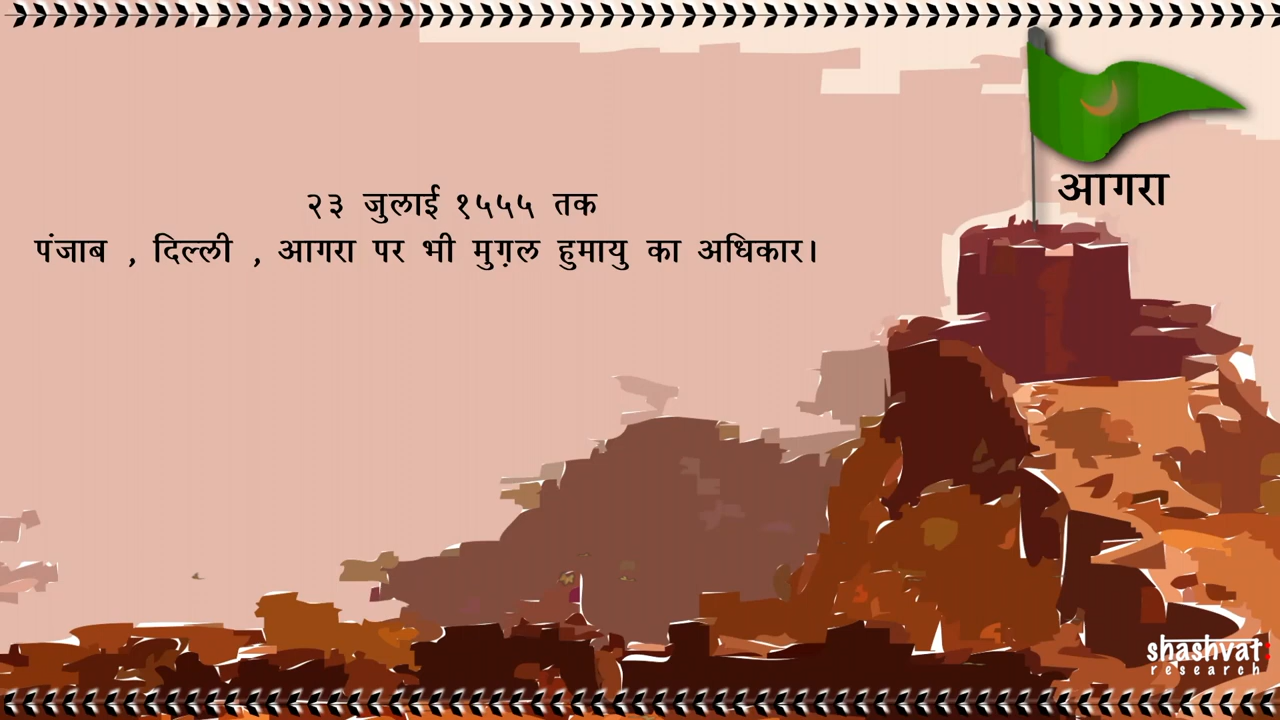 आगरा
२३ जुलाई १५५५ तक
पंजाब , दिल्ली , आगरा पर भी मुग़ल हुमायु का अधिकार।
shashvat
research